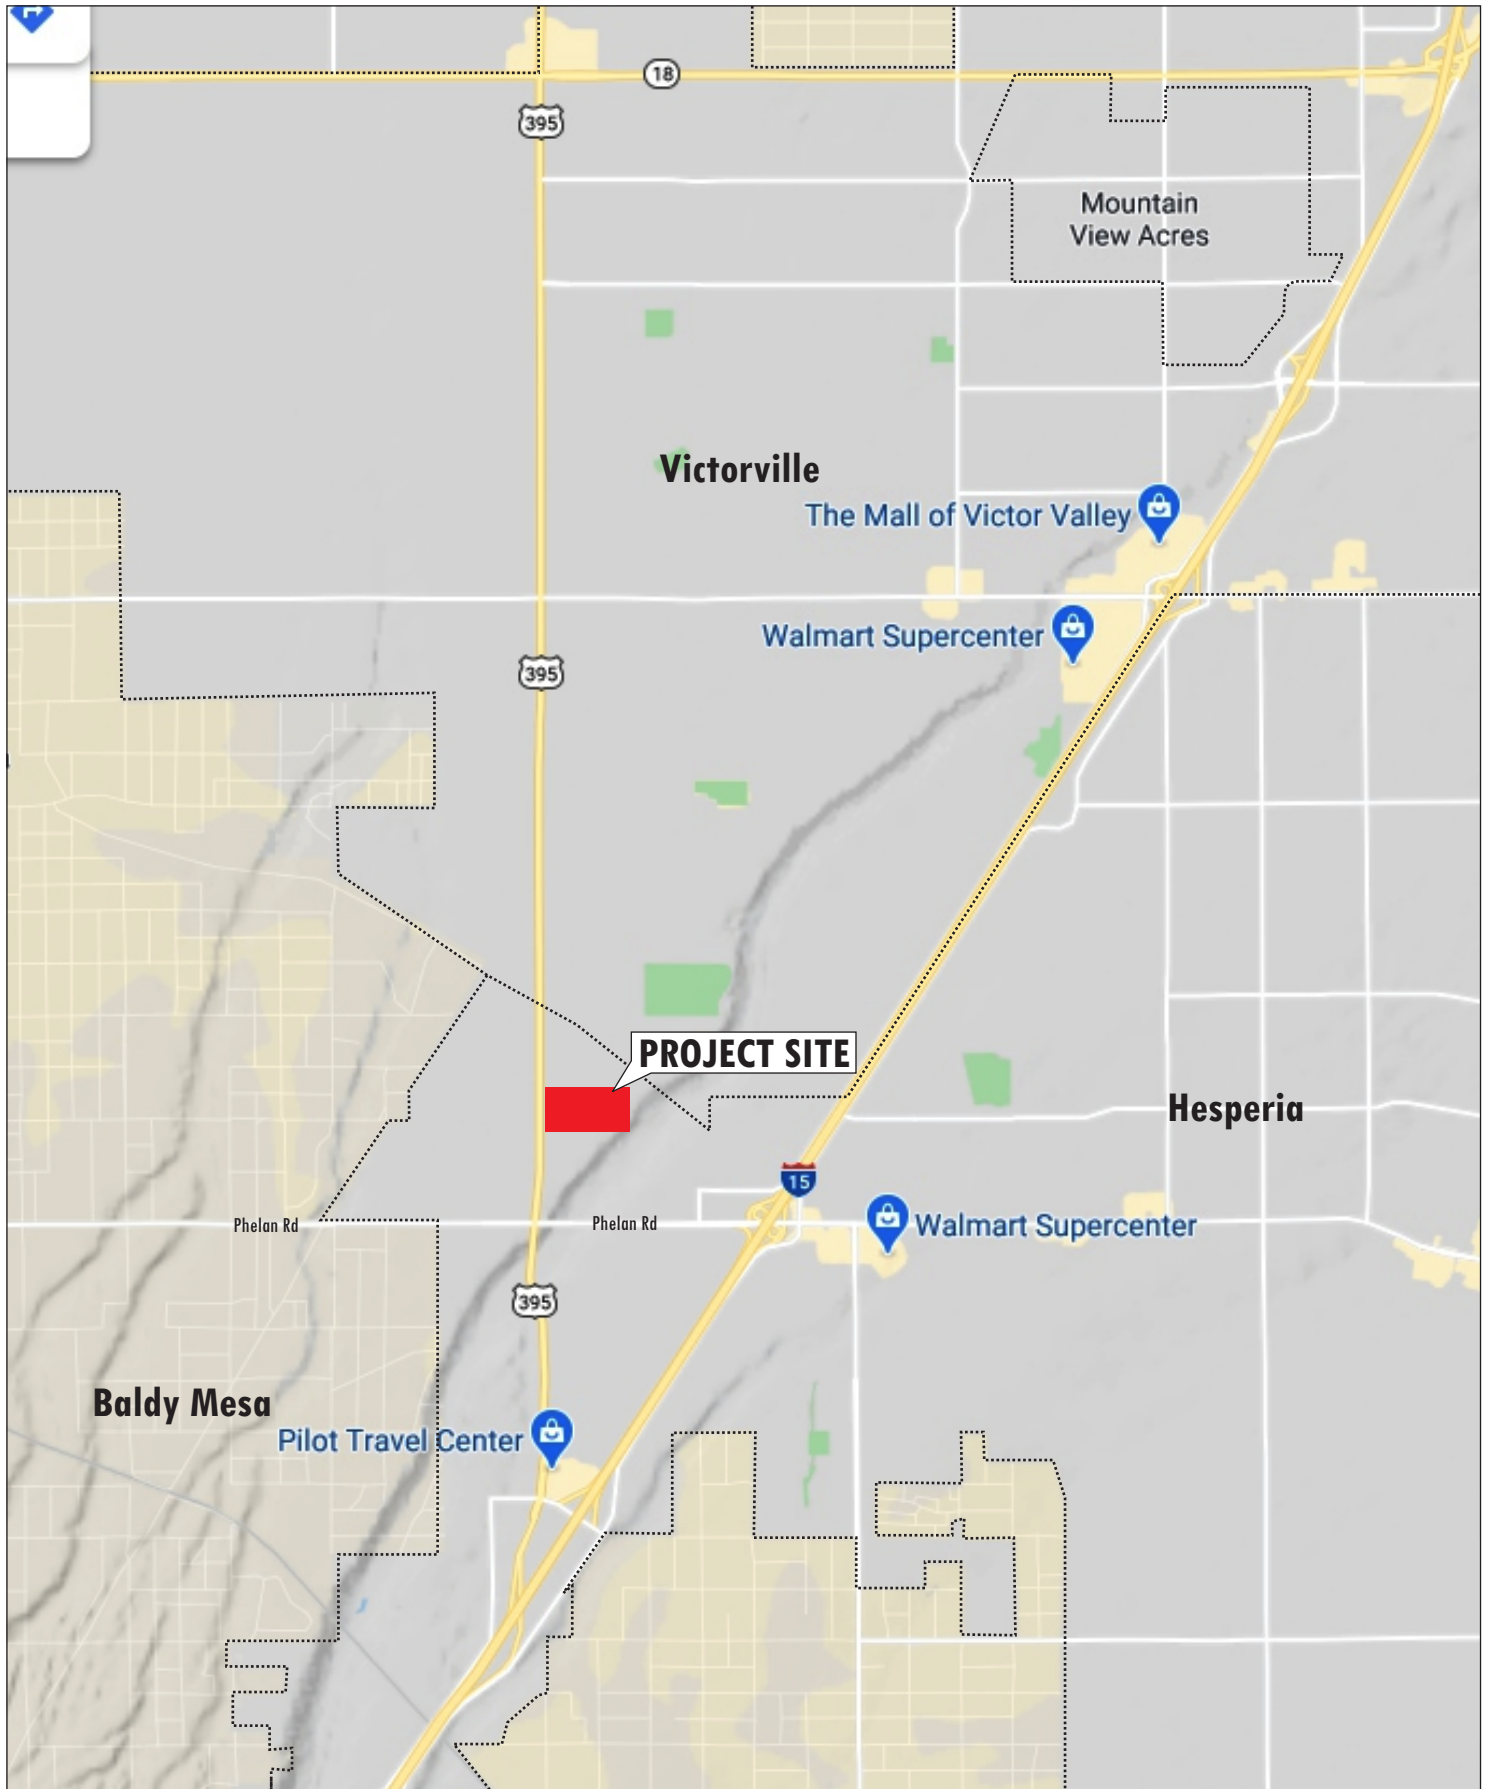 18
395
Mountain
View Acres
Victorville
The Mall of Victor Valley
Walmart Supercenter
395
PROJECT SITE
Hesperia
15
Phelan Rd
Phelan Rd
Walmart Supercenter
395
Baldy Mesa
Pilot Travel Center